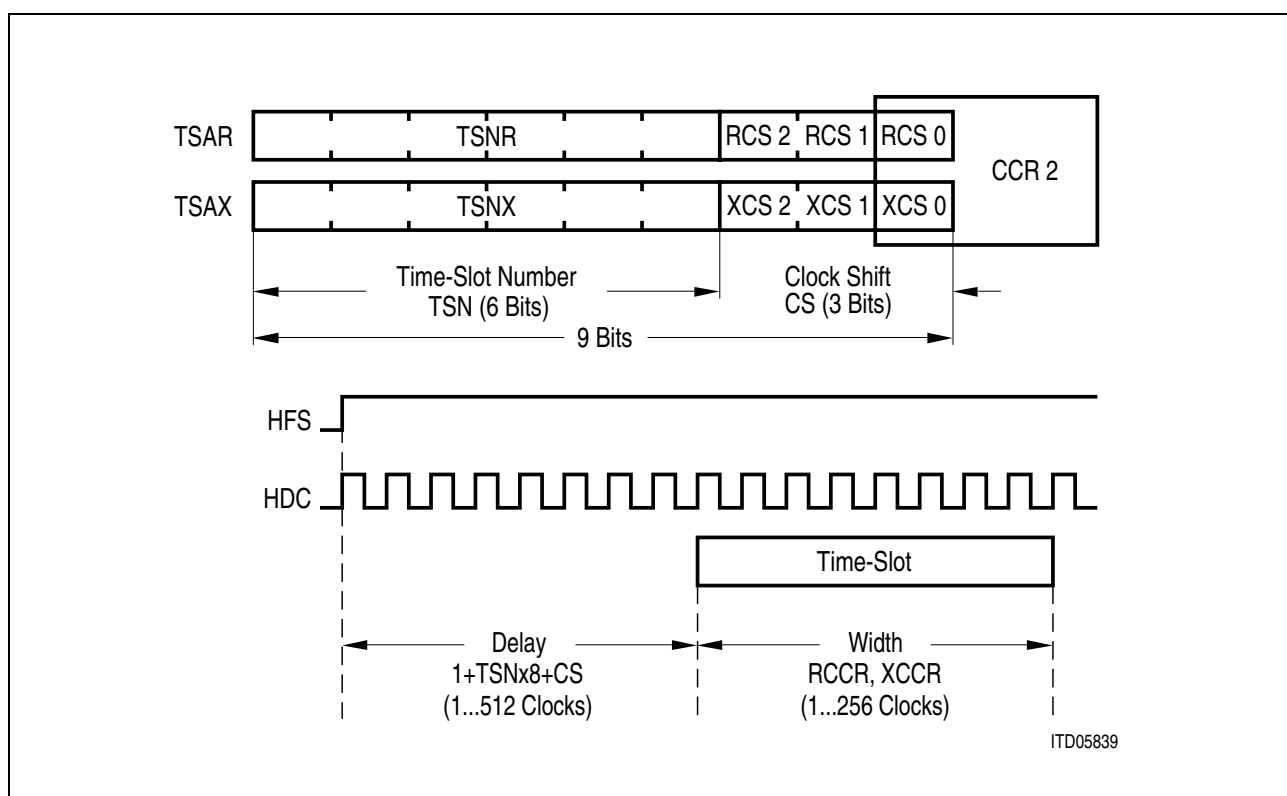 TSAR TSNR RCS 2 RCS 1 RCS 0
CCR 2
TSAX TSNX XCS 2 XCS 1 XCS 0
Time-Slot Number
TSN (6 Bits)
Clock Shift
CS (3 Bits)
9 Bits
HFS
HDC
Time-Slot
Delay
1+TSNx8+CS
(1...512 Clocks)
Width
RCCR, XCCR
(1...256 Clocks)
ITD05839